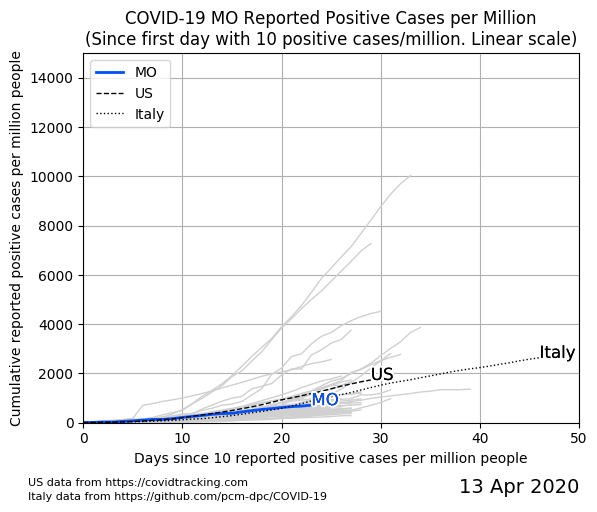 COVID-19 MO Reported Positive Cases per Million
(Since first day with 10 positive cases/million. Linear scale)
Cumulative reported positive cases per million people
14000
12000
10000
8000
6000
4000
2000
0
MO
US
Italy
Italy
US
MO
0 10 20 30 40 50
Days since 10 reported positive cases per million people
US data from https://covidtracking.com
Italy data from https://github.com/pcm-dpc/COVID-19
13 Apr 2020